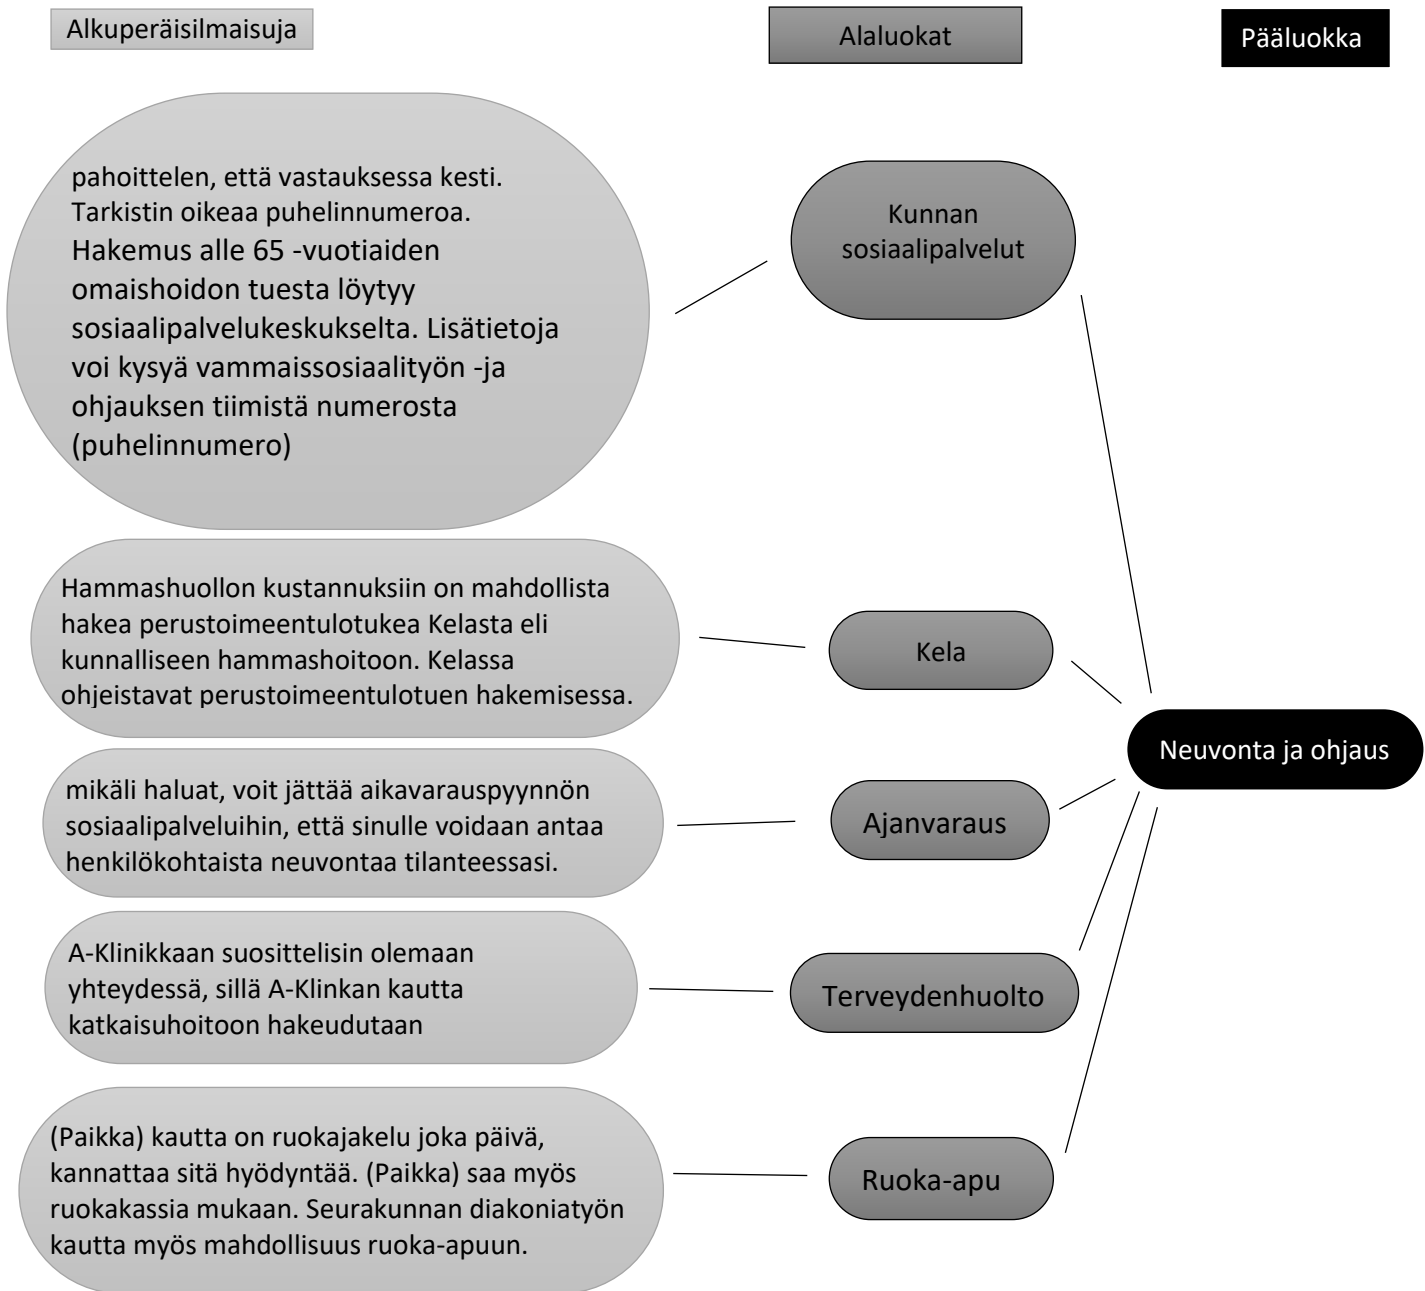 Alkuperäisilmaisuja
Alaluokat
Pääluokka
pahoittelen, että vastauksessa kesti.
Tarkistin oikeaa puhelinnumeroa.
Hakemus alle 65 -vuotiaiden
omaishoidon tuesta löytyy
sosiaalipalvelukeskukselta. Lisätietoja
voi kysyä vammaissosiaalityön -ja
ohjauksen tiimistä numerosta
(puhelinnumero)
Kunnan
sosiaalipalvelut
Hammashuollon kustannuksiin on mahdollista
hakea perustoimeentulotukea Kelasta eli
kunnalliseen hammashoitoon. Kelassa
ohjeistavat perustoimeentulotuen hakemisessa.
Kela
Neuvonta ja ohjaus
mikäli haluat, voit jättää aikavarauspyynnön
sosiaalipalveluihin, että sinulle voidaan antaa
henkilökohtaista neuvontaa tilanteessasi.
Ajanvaraus
A-Klinikkaan suosittelisin olemaan
yhteydessä, sillä A-Klinkan kautta
katkaisuhoitoon hakeudutaan
Terveydenhuolto
(Paikka) kautta on ruokajakelu joka päivä,
kannattaa sitä hyödyntää. (Paikka) saa myös
ruokakassia mukaan. Seurakunnan diakoniatyön
kautta myös mahdollisuus ruoka-apuun.
Ruoka-apu